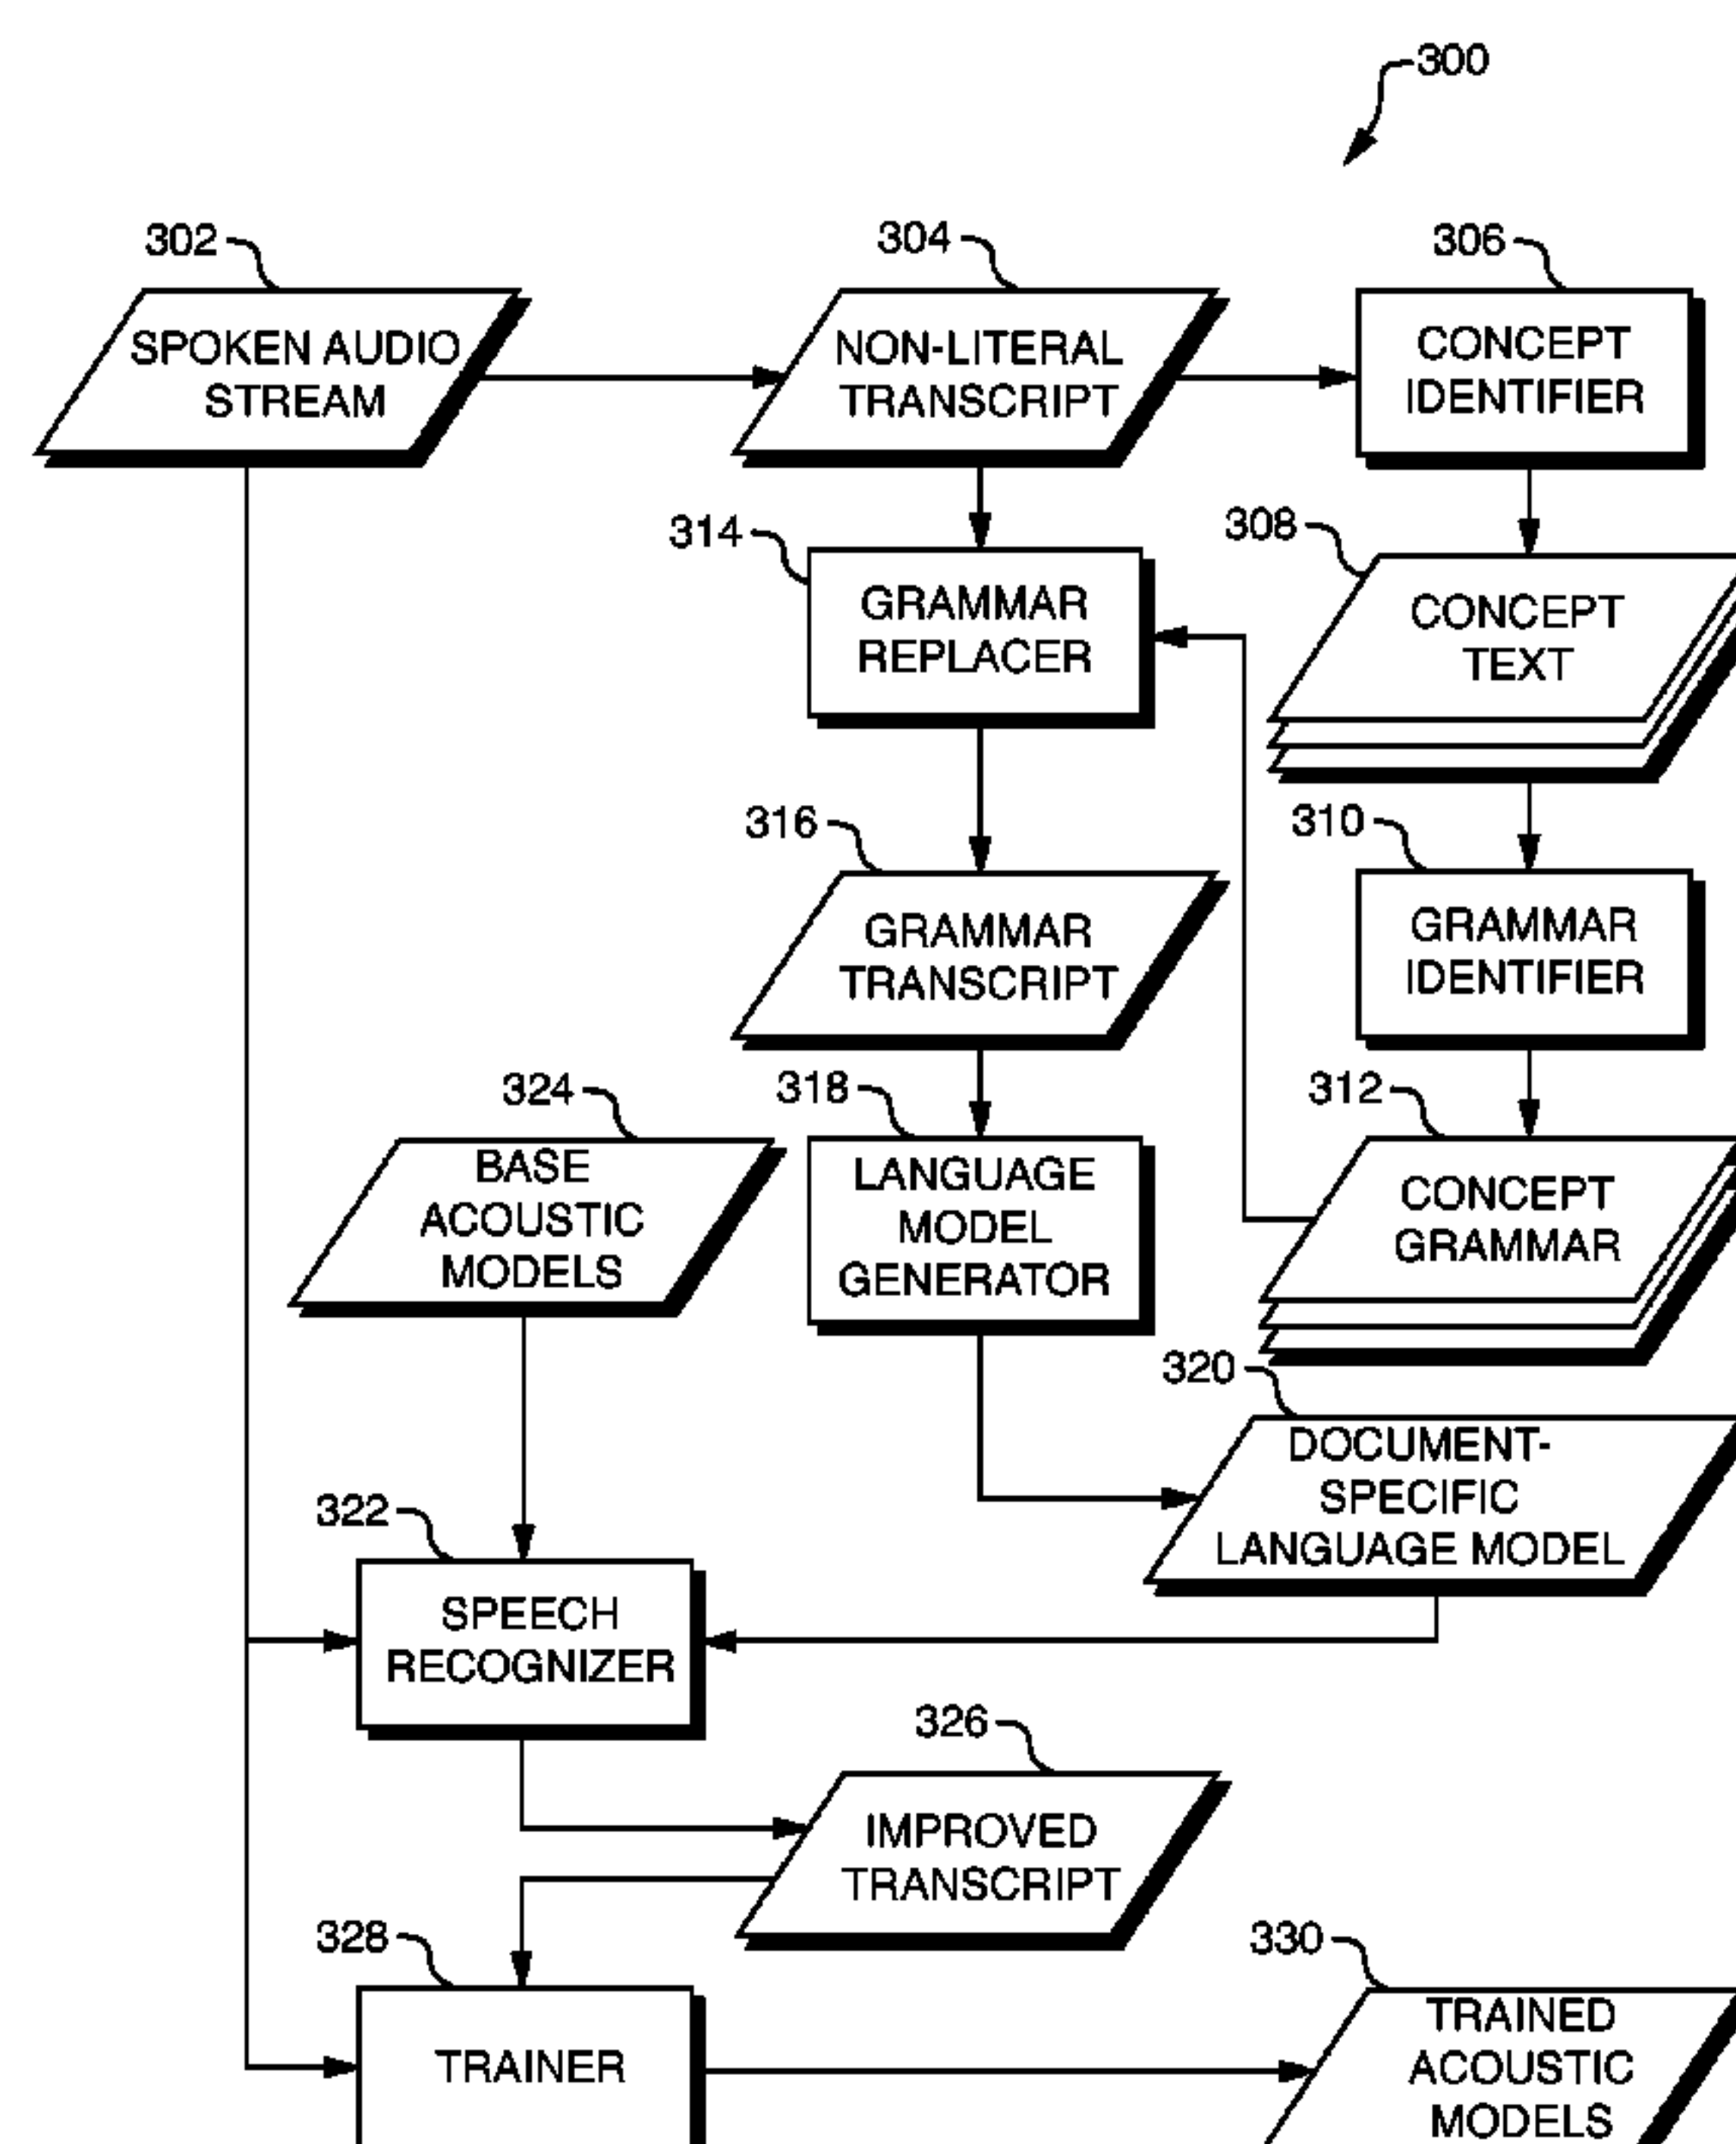 300
302
304
306
SPOKEN AUDIO
STREAM
NON-LITERAL
TRANSCRIPT
CONCEPT
IDENTIFIER
314
308
GRAMMAR
REPLACER
CONCEPT
TEXT
316
310
GRAMMAR
TRANSCRIPT
GRAMMAR
IDENTIFIER
324
318
312
BASE
ACOUSTIC
MODELS
LANGUAGE
MODEL
GENERATOR
CONCEPT
GRAMMAR
320
DOCUMENT-
SPECIFIC
LANGUAGE MODEL
322
SPEECH
RECOGNIZER
326
IMPROVED
TRANSCRIPT
328
330
TRAINER
TRAINED
ACOUSTIC
MODELS